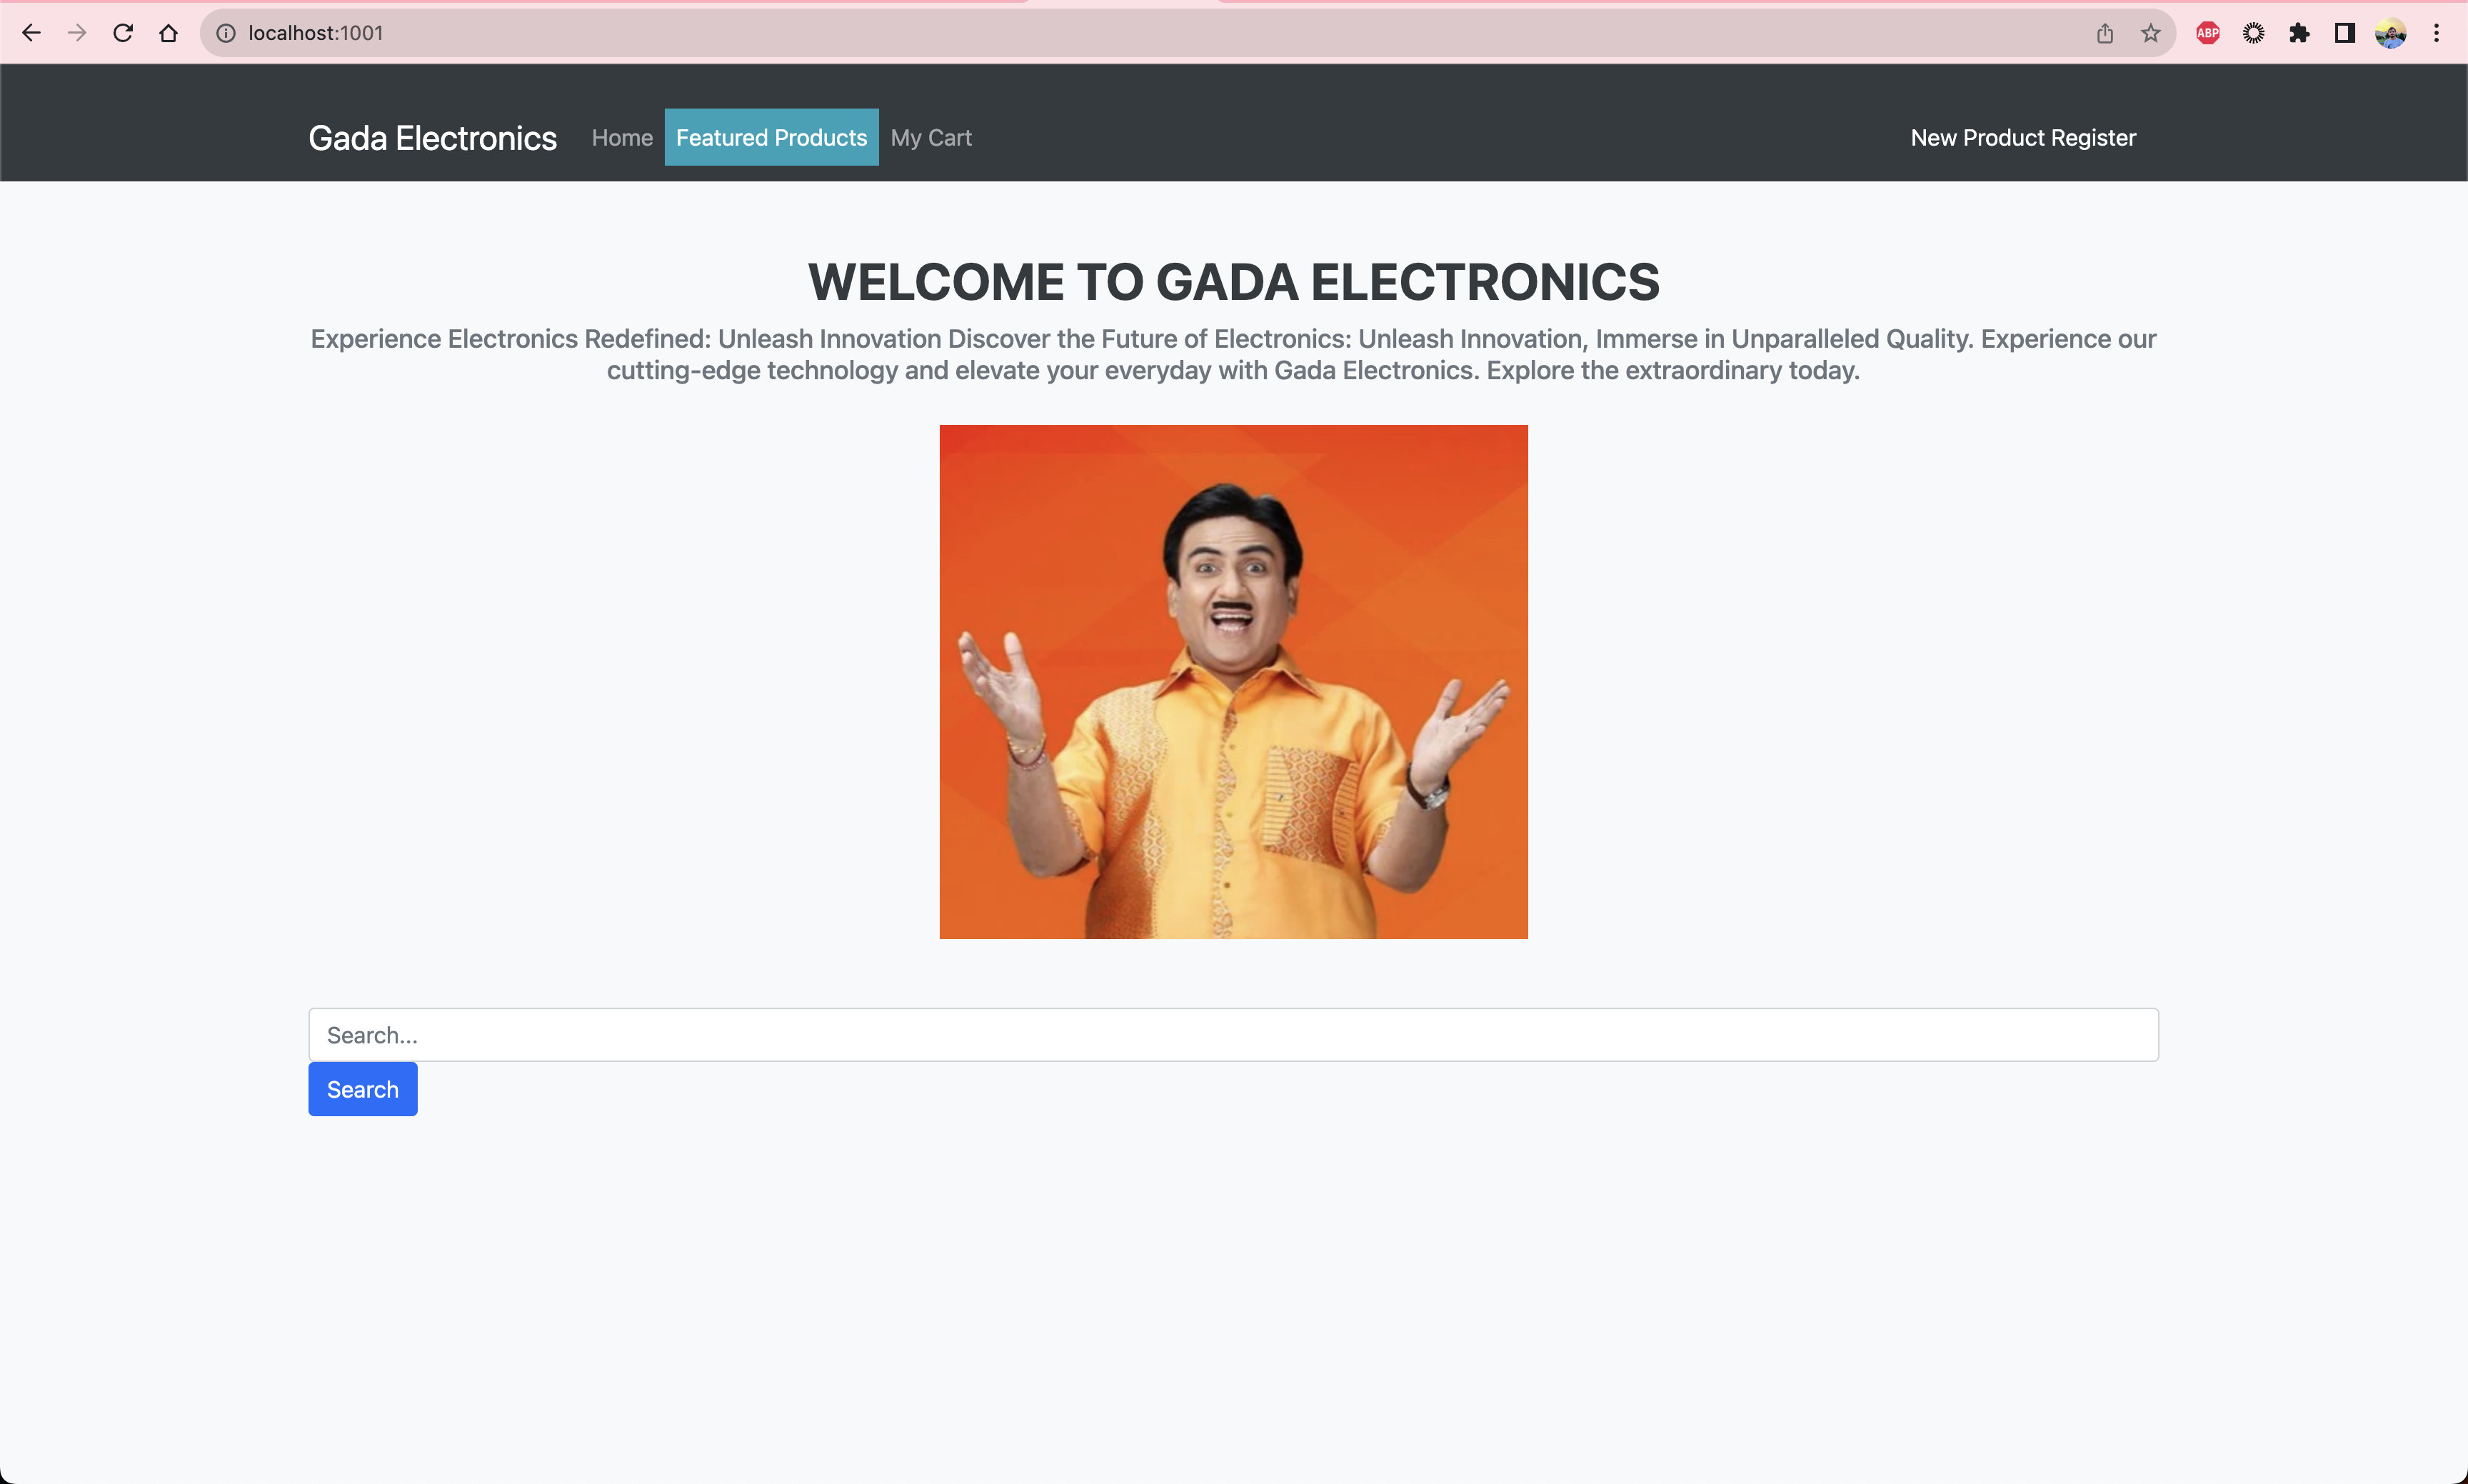 localhost:1001
ABP
Gada Electronics Home Featured Products My Cart New Product Register
WELCOME TO GADA ELECTRONICS
Experience Electronics Redefined: Unleash Innovation Discover the Future of Electronics: Unleash Innovation, Immerse in Unparalleled Quality. Experience our
cutting-edge technology and elevate your everyday with Gada Electronics. Explore the extraordinary today.
Search...
Search